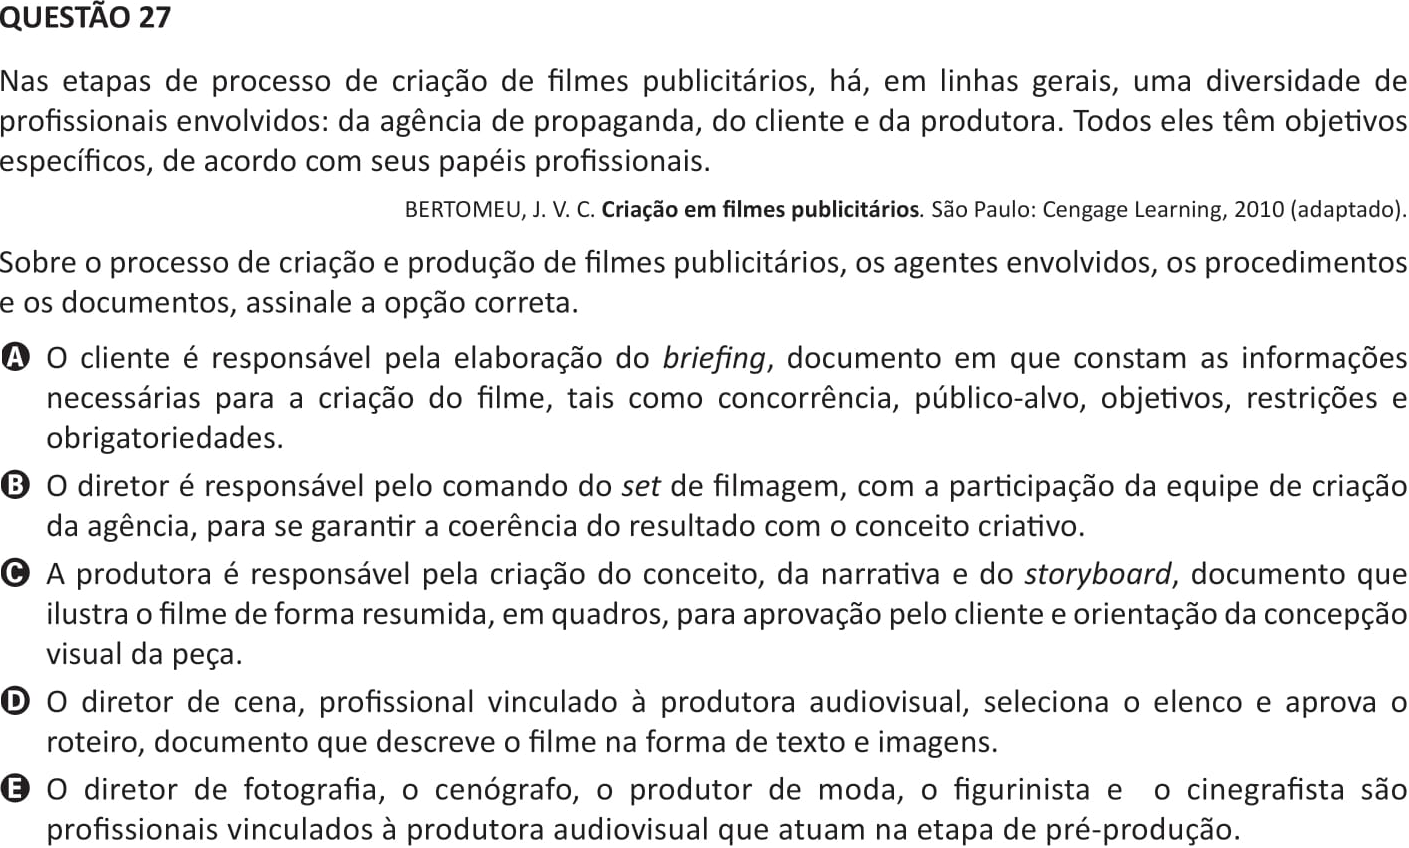 QUESTÃO 27
Nas etapas de processo de criação de filmes publicitários, há, em linhas gerais, uma diversidade de
profissionais envolvidos: da agência de propaganda, do cliente e da produtora. Todos eles têm objetivos
específicos, de acordo com seus papéis profissionais.
BERTOMEU, J. V. C. Criação em filmes publicitários. São Paulo: Cengage Learning, 2010 (adaptado).
Sobre o processo de criação e produção de filmes publicitários, os agentes envolvidos, os procedimentos
e os documentos, assinale a opção correta.
A O cliente é responsável pela elaboração do briefing, documento em que constam as informações
necessárias para a criação do filme, tais como concorrência, público-alvo, objetivos, restrições e
obrigatoriedades.
B O diretor é responsável pelo comando do set de filmagem, com a participação da equipe de criação
da agência, para se garantir a coerência do resultado com o conceito criativo.
C A produtora é responsável pela criação do conceito, da narrativa e do storyboard, documento que
ilustra o filme de forma resumida, em quadros, para aprovação pelo cliente e orientação da concepção
visual da peça.
D O diretor de cena, profissional vinculado à produtora audiovisual, seleciona o elenco e aprova o
roteiro, documento que descreve o filme na forma de texto e imagens.
E O diretor de fotografia, o cenógrafo, o produtor de moda, o figurinista e o cinegrafista são
profissionais vinculados à produtora audiovisual que atuam na etapa de pré-produção.